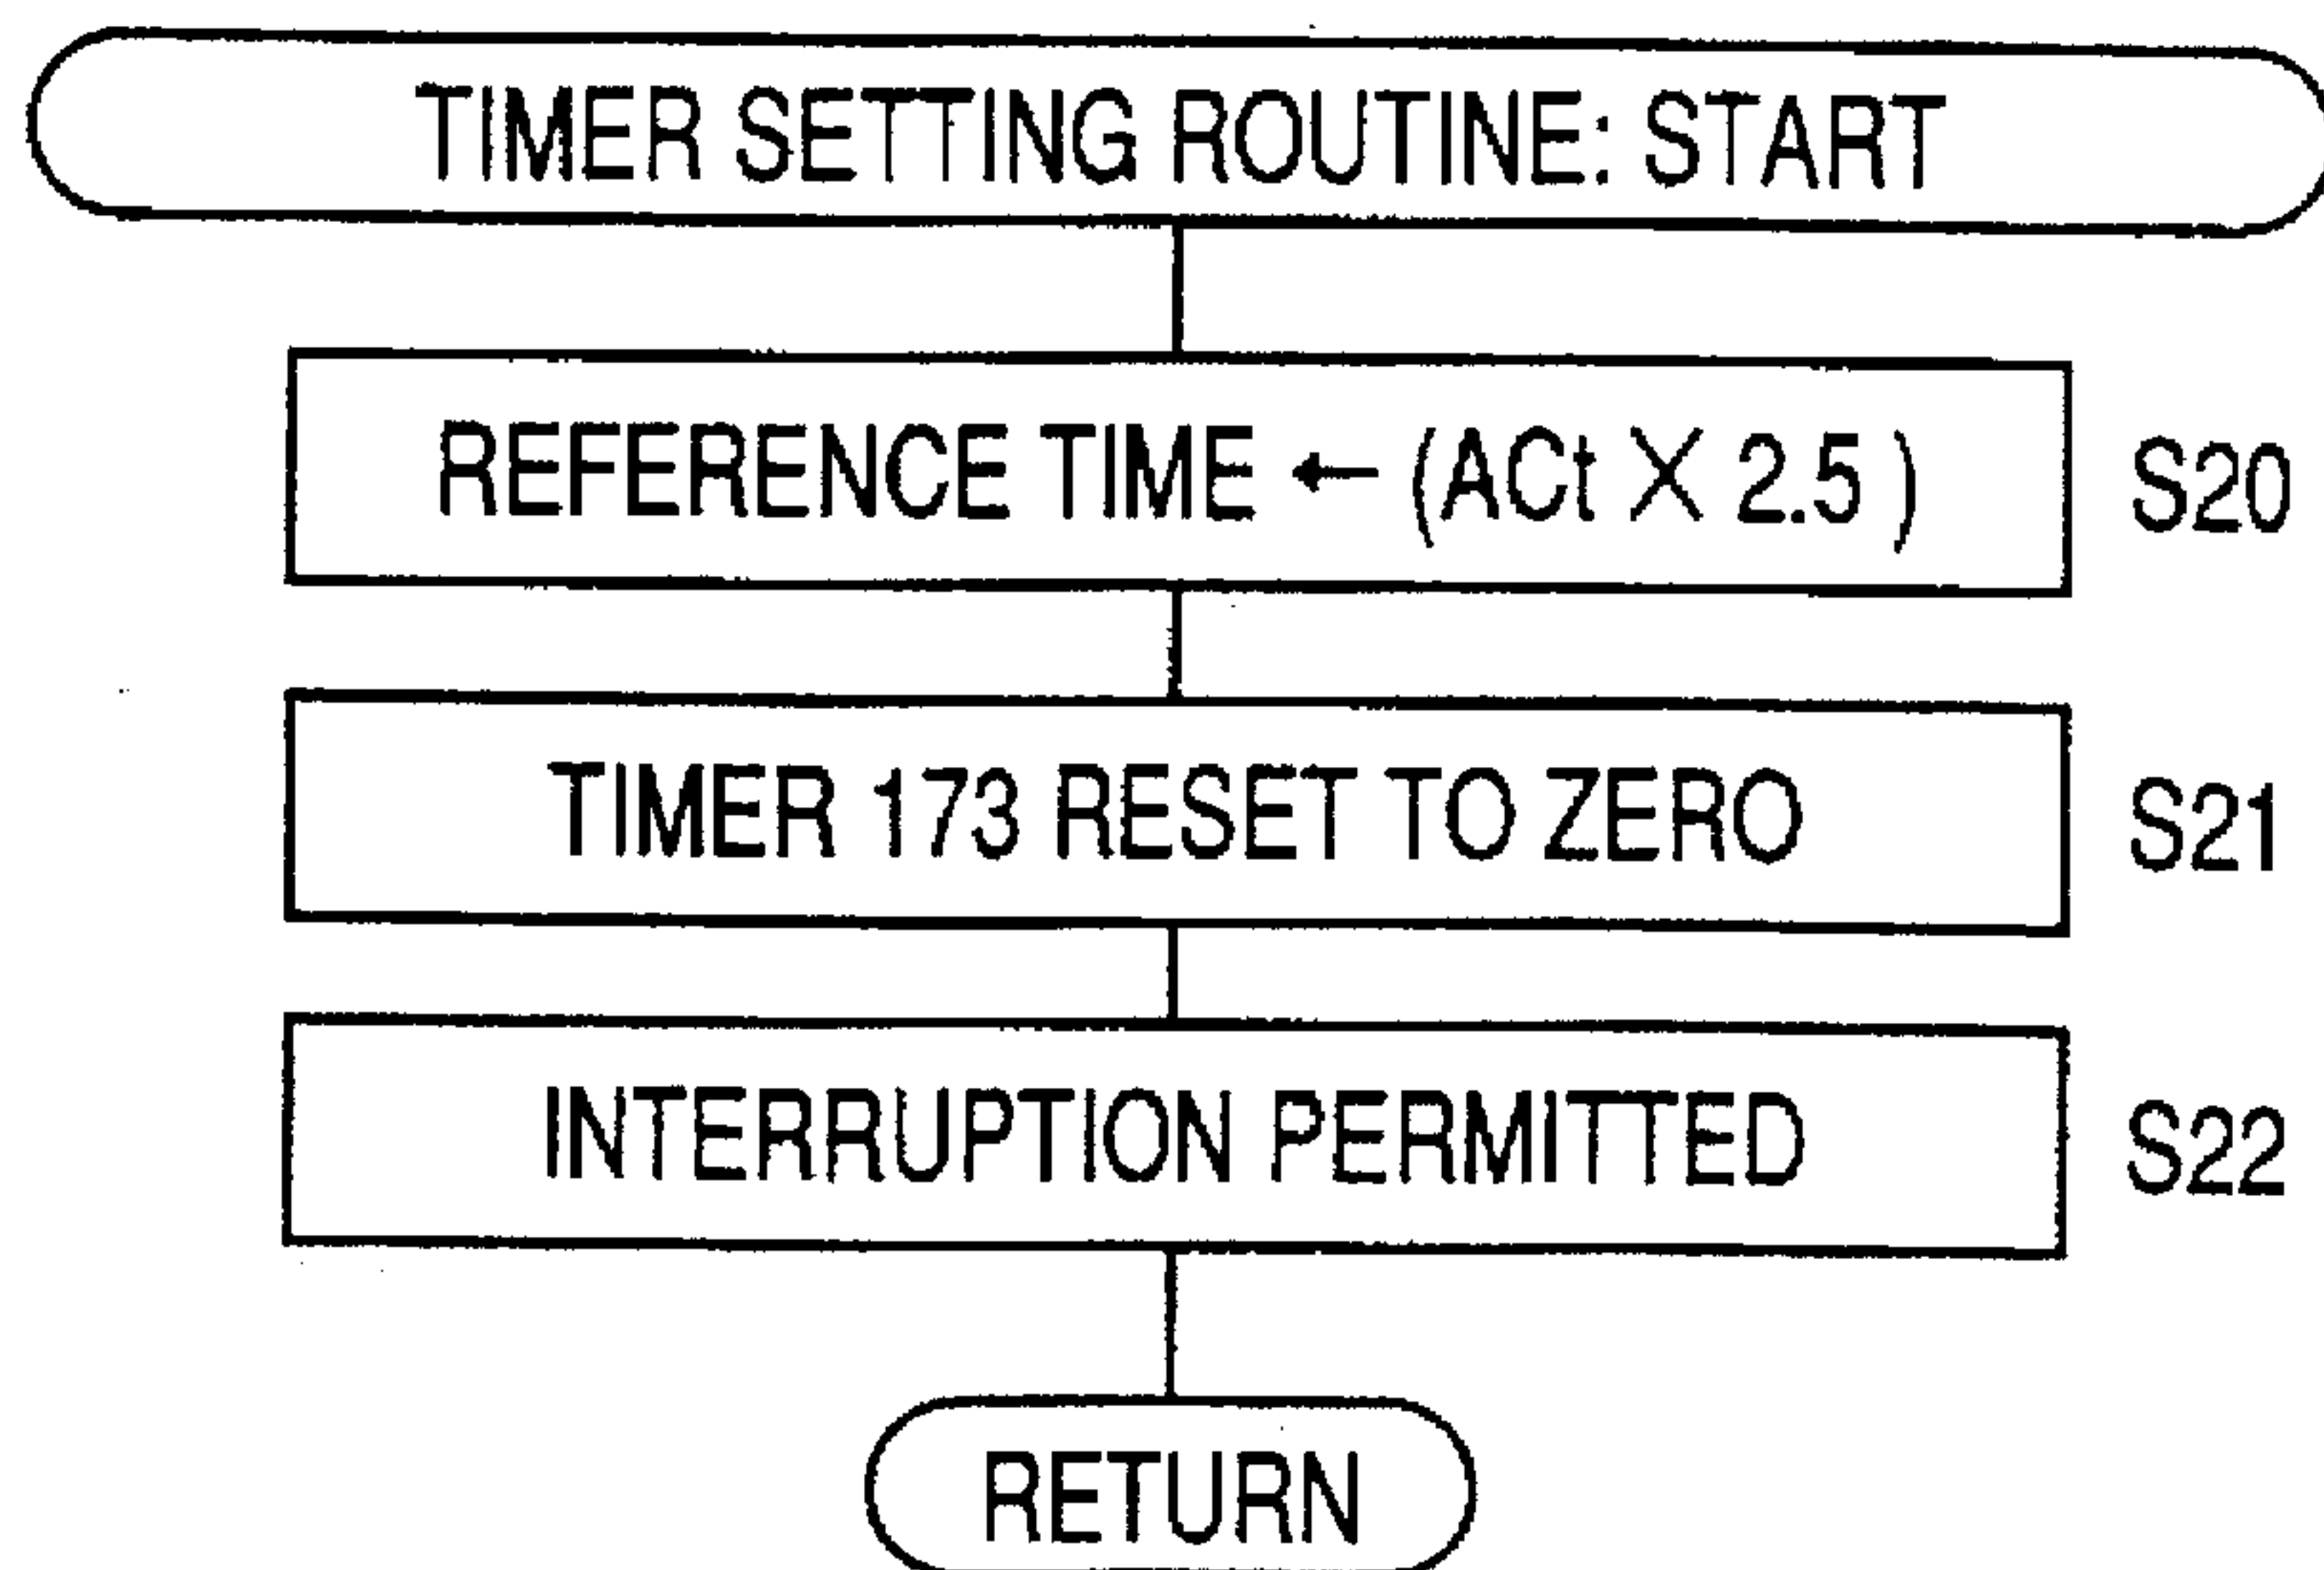 TIMER SETTING ROUTINE: START
REFERENCE TIME ← (ACt X 2.5 )
S20
TIMER 173 RESET TO ZERO
S21
INTERRUPTION PERMITTED
S22
RETURN